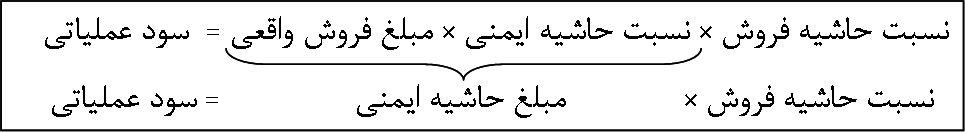 نسبت حاشیه فروش × نسبت حاشیه ایمنی × مبلغ فروش واقعی = سود عملیاتی
نسبت حاشیه فروش × مبلغ حاشیه ایمنی = سود عملیاتی